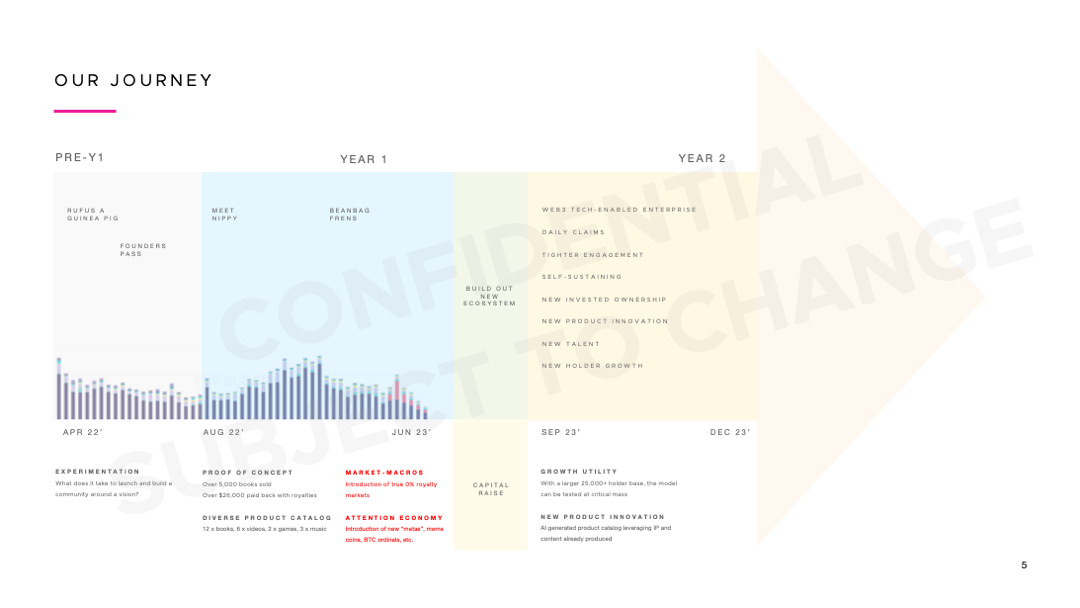 OUR JOURNEY
PRE-Y1
YEAR 1
YEAR 2
RUFUS A
GUINEA PIG
FOUNDERS
PASS
MEET
NIPPY
BEANBAG
FRENS
BUILD OUT
NEW
ECOSYSTEM
WEB3 TECH-ENABLED ENTERPRISE
DAILY CLAIMS
TIGHTER ENGAGEMENT
SELF-SUSTAINING
NEW INVESTED OWNERSHIP
NEW PRODUCT INNOVATION
NEW TALENT
NEW HOLDER GROWTH
CONFIDENTIAL
SUBJECT TO CHANGE
APR 22'
AUG 22'
JUN 23'
SEP 23'
DEC 23'
EXPERIMENTATION
What does it take to launch and build a
community around a vision?
PROOF OF CONCEPT
Over 5,000 books sold
Over $26,000 paid back with royalties
DIVERSE PRODUCT CATALOG
12 x books, 6 x videos, 2 x games, 3 x music
MARKET-MACROS
Introduction of true 0% royalty
markets
ATTENTION ECONOMY
Introduction of new "metas", meme
coins, BTC ordinals, etc.
CAPITAL
RAISE
GROWTH UTILITY
With a larger 25,000+ holder base, the model
can be tested at critical mass
NEW PRODUCT INNOVATION
AI generated product catalog leveraging IP and
content already produced
5